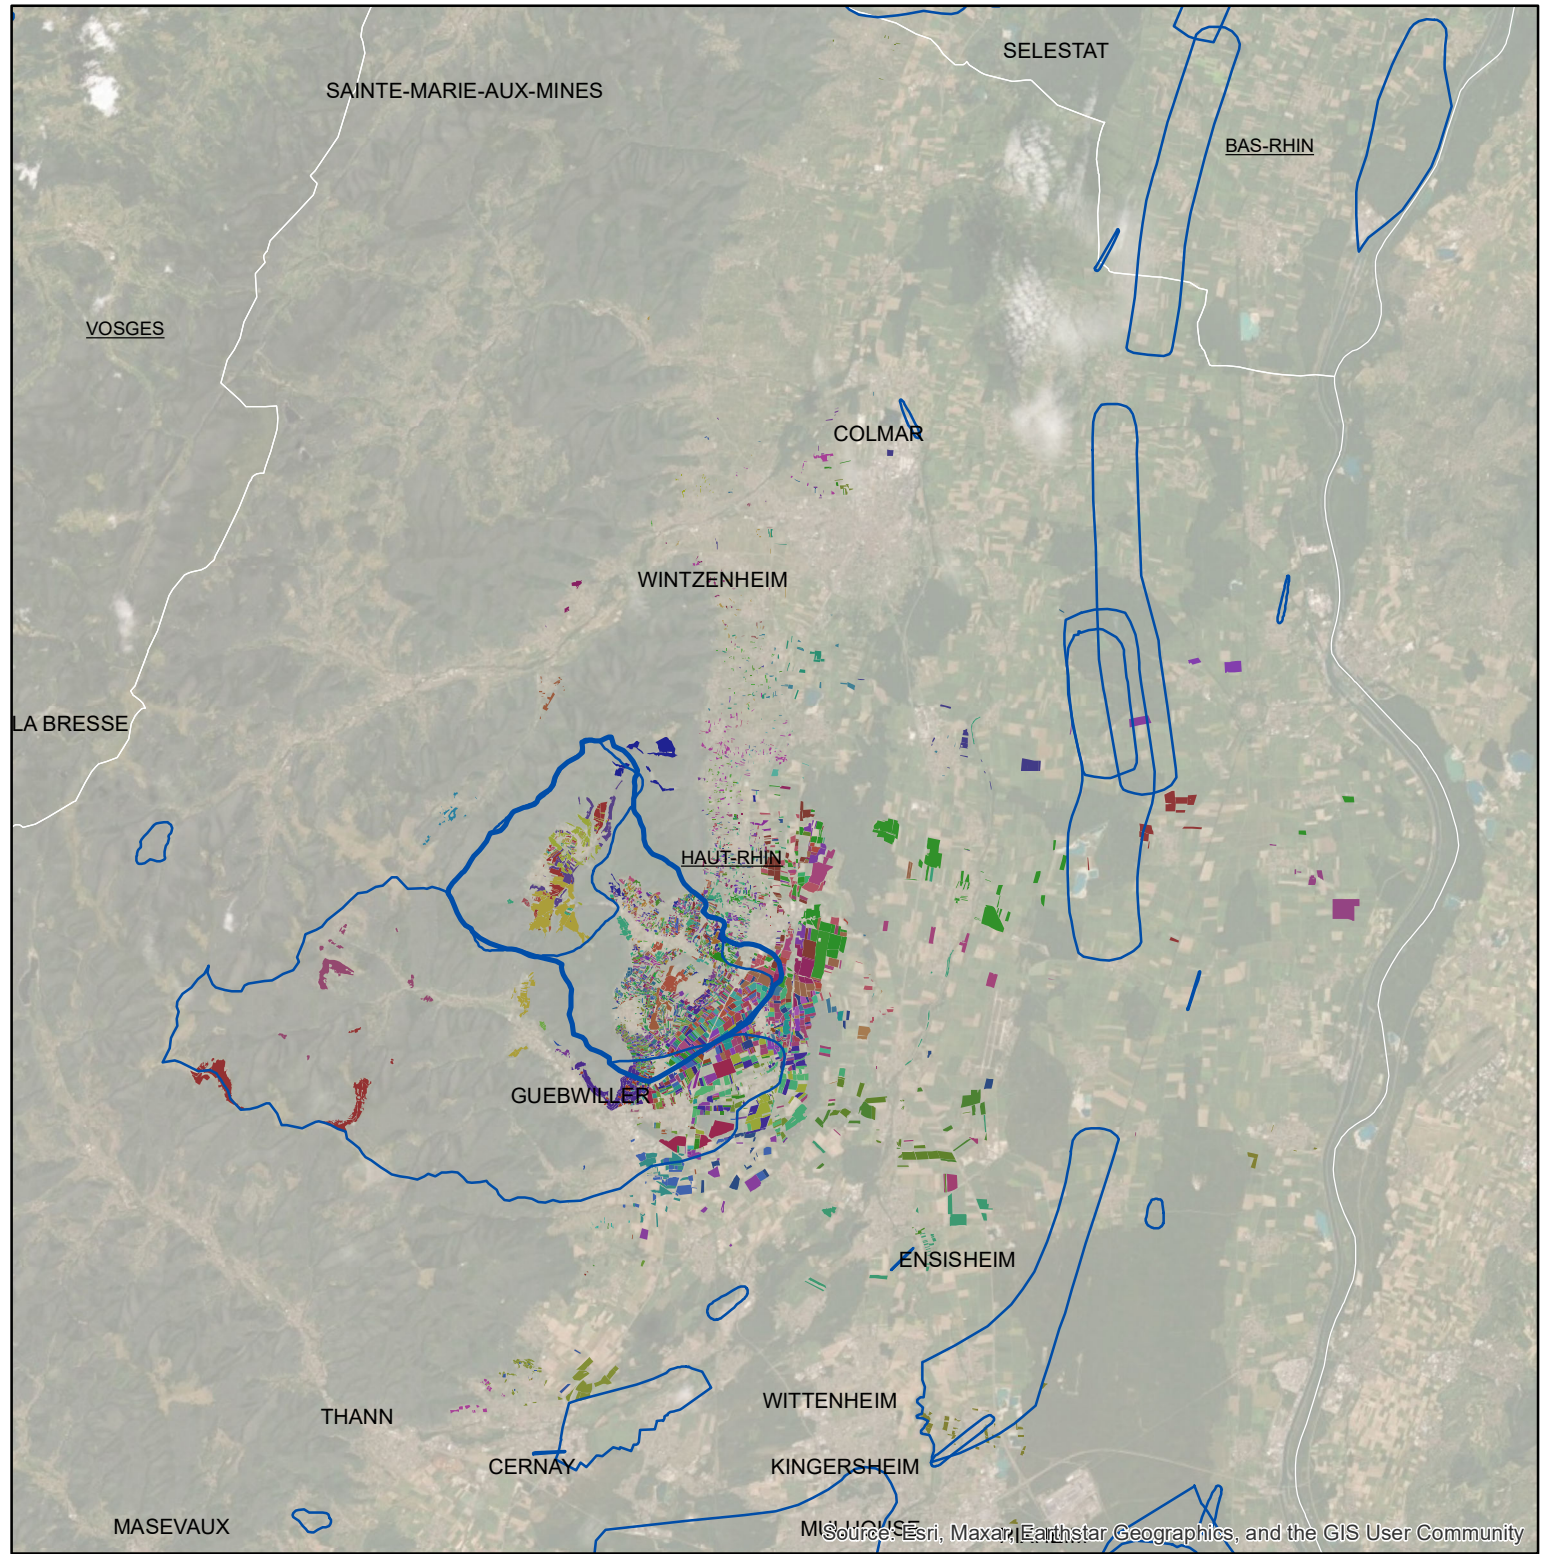 SELESTAT
SAINTE-MARIE-AUX-MINES
BAS-RHIN
VOSGES
COLMAR
WINTZENHEIM
LA BRESSE
HAUT-RHIN
GUEBWILLER
ENSISHEIM
WITTENHEIM
THANN
CERNAY
KINGERSHEIM
MASEVAUX
MULHOUSE
Source: Esri, Maxar, Earthstar Geographics, and the GIS User Community